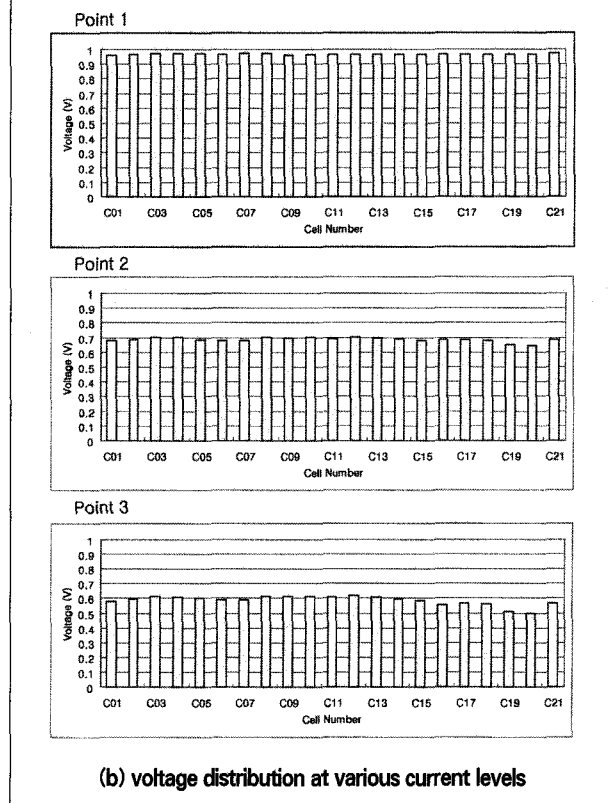 Point 1
1
0.9
0.8
0.7
0.6
0.5
0.4
0.3
0.2
0.1
0
Voltage (V)
C01 C03 C05 C07 C09 C11 C13 C15 C17 C19 C21
Cell Number
Point 2
1
0.9
0.8
0.7
0.6
0.5
0.4
0.3
0.2
0.1
0
Voltage (V)
C01 C03 C05 C07 C09 C11 C13 C15 C17 C19 C21
Cell Number
Point 3
1
0.9
0.8
0.7
0.6
0.5
0.4
0.3
0.2
0.1
0
Voltage (V)
C01 C03 C05 C07 C09 C11 C13 C15 C17 C19 C21
Cell Number
(b) voltage distribution at various current levels